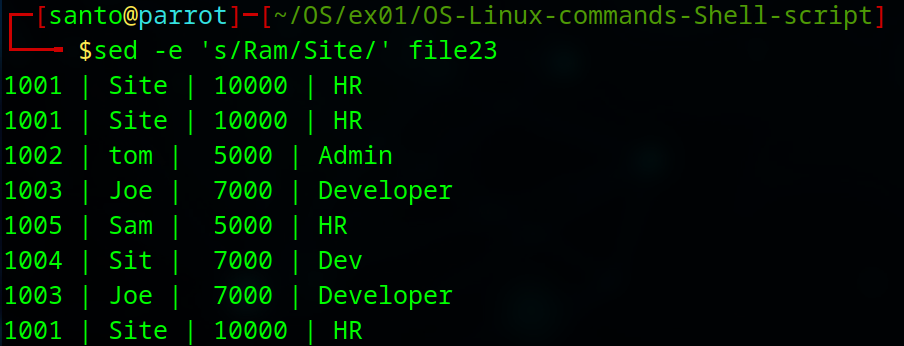 ┌─[santo@parrot]─[~/OS/ex01/OS-Linux-commands-Shell-script]
└──╼ $sed -e 's/Ram/Site/' file23
1001 | Site | 10000 | HR
1001 | Site | 10000 | HR
1002 | tom |  5000 | Admin
1003 | Joe |  7000 | Developer
1005 | Sam |  5000 | HR
1004 | Sit |  7000 | Dev
1003 | Joe |  7000 | Developer
1001 | Site | 10000 | HR